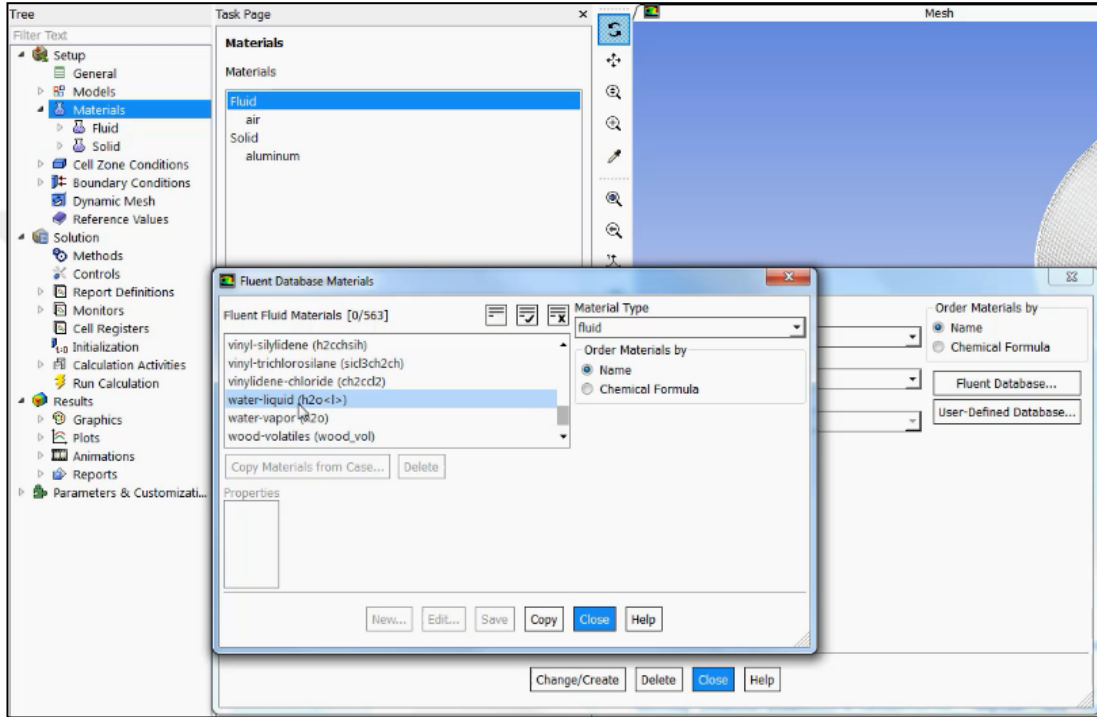 Tree
Filter Text
Setup
General
Models
Materials
Fluid
Solid
Cell Zone Conditions
Boundary Conditions
Dynamic Mesh
Reference Values
Solution
Methods
Controls
Report Definitions
Monitors
Cell Registers
Initialization
Calculation Activities
Run Calculation
Results
Graphics
Plots
Animations
Reports
Parameters & Customizati...
Task Page
Materials
Materials
Fluid
air
Solid
aluminum
Mesh
Fluent Database Materials
Fluent Fluid Materials [0/563]
vinyl-silylidene (h2cchsih)
vinyl-trichlorosilane (sicl3ch2ch)
vinylidene-chloride (ch2ccl2)
water-liquid (h2o<l>)
water-vapor (h2o)
wood-volatiles (wood_vol)
Copy Materials from Case...
Delete
Properties
Material Type
fluid
Order Materials by
Name
Chemical Formula
New...
Edit...
Save
Copy
Close
Help
Order Materials by
Name
Chemical Formula
Fluent Database...
User-Defined Database...
Change/Create
Delete
Close
Help